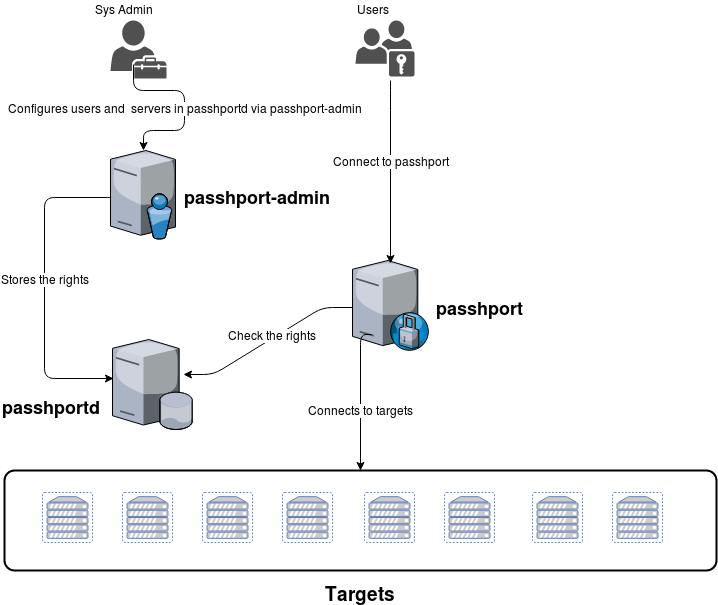 Sys Admin
Users
Configures users and servers in passhportd via passhport-admin
Connect to passhport
passhport-admin
Stores the rights
passhport
Check the rights
passhportd
Connects to targets
Targets